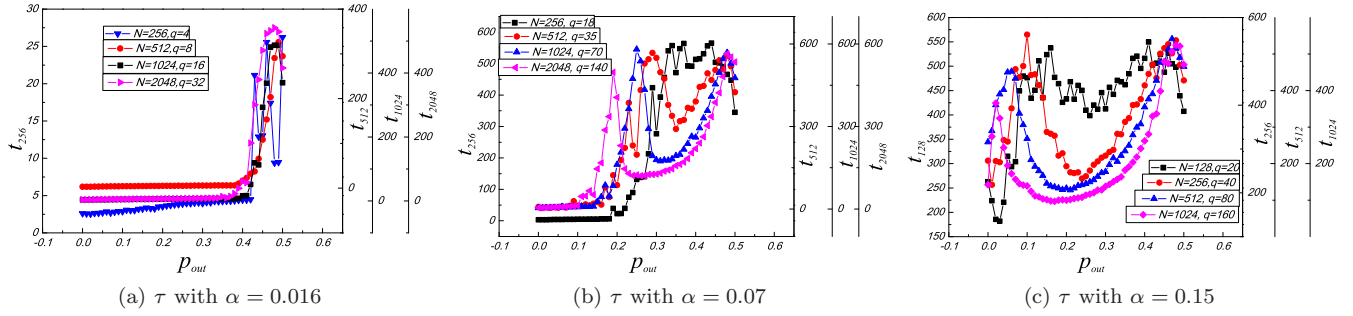 N=256,q=4
N=512,q=8
N=1024,q=16
N=2048,q=32
30
25
20
15
10
5
0
t256
-0.1 0.0 0.1 0.2 0.3 0.4 0.5 0.6
pout
400
200
0
t512
400
200
0
t1024
400
200
0
t2048
(a) τ with α = 0.016
N=256, q=18
N=512, q=35
N=1024, q=70
N=2048, q=140
600
500
400
300
200
100
0
t256
-0.1 0.0 0.1 0.2 0.3 0.4 0.5 0.6
pout
600
300
0
t512
600
300
0
t1024
600
300
0
t2048
(b) τ with α = 0.07
N=128,q=20
N=256,q=40
N=512, q=80
N=1024, q=160
600
550
500
450
400
350
300
250
200
150
t128
-0.1 0.0 0.1 0.2 0.3 0.4 0.5 0.6
pout
600
400
200
t256
600
400
200
t512
600
400
200
t1024
(c) τ with α = 0.15